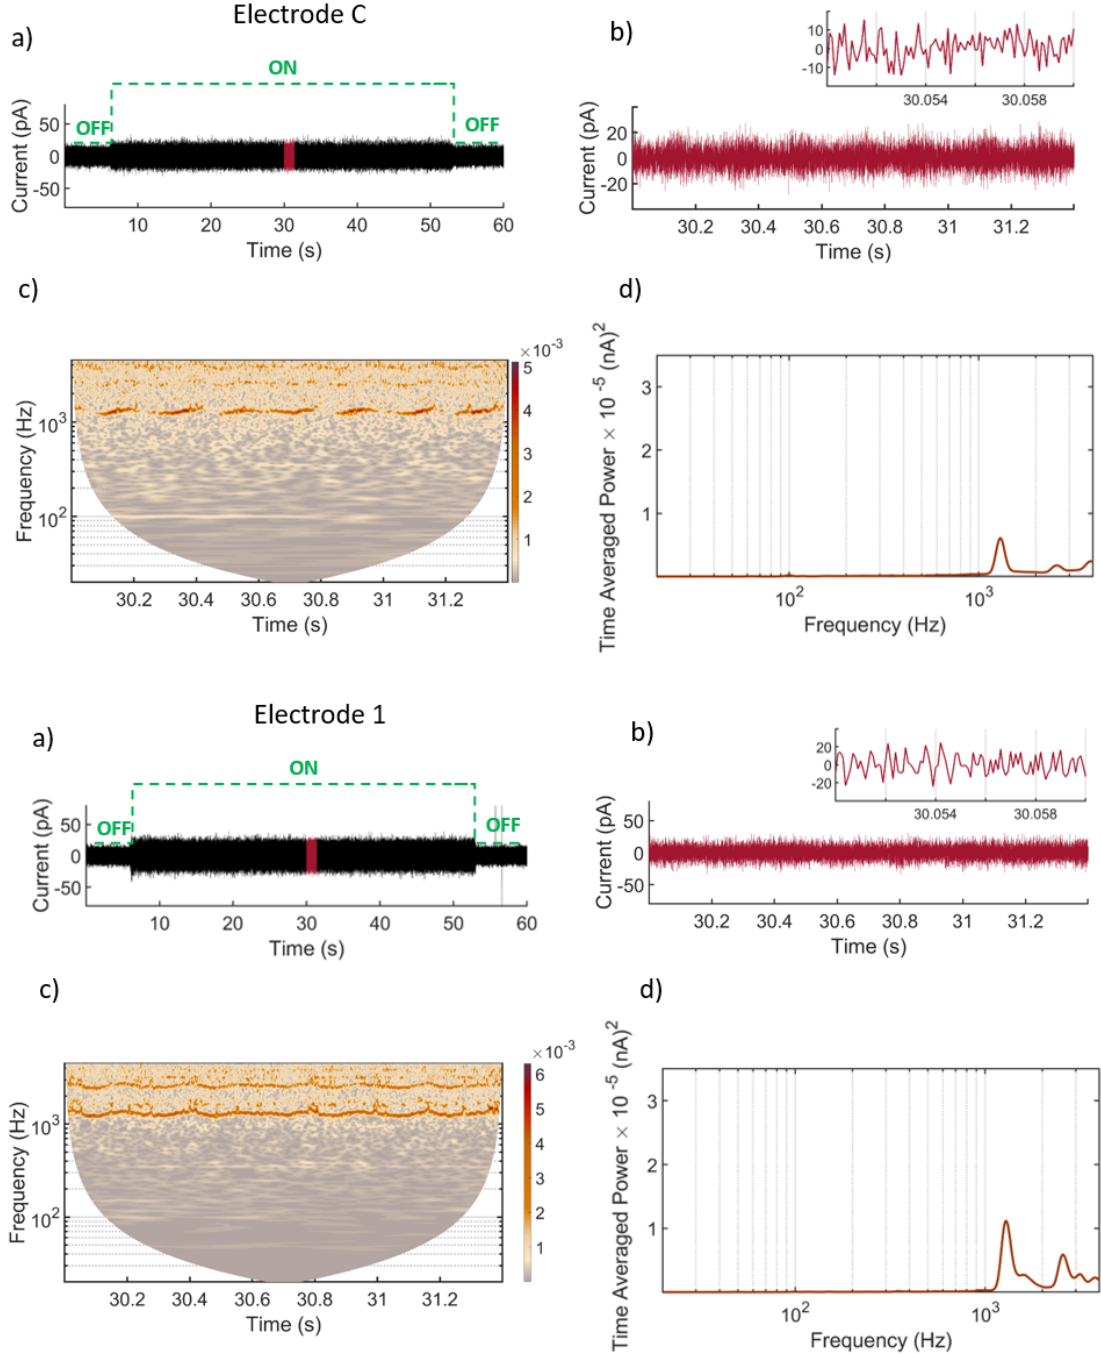 Electrode C
a)
ON
OFF
OFF
Current (pA)
50
0
-50
10 20 30 40 50 60
Time (s)
b)
10
0
-10
30.054 30.058
Current (pA)
20
0
-20
30.2 30.4 30.6 30.8 31 31.2
Time (s)
c)
×10⁻³
Frequency (Hz)
10³
10²
5
4
3
2
1
30.2 30.4 30.6 30.8 31 31.2
Time (s)
d)
Time Averaged Power × 10⁻⁵ (nA)²
3
2
1
10² 10³
Frequency (Hz)
Electrode 1
a)
ON
OFF
OFF
Current (pA)
50
0
-50
10 20 30 40 50 60
Time (s)
b)
20
0
-20
30.054 30.058
Current (pA)
50
0
-50
30.2 30.4 30.6 30.8 31 31.2
Time (s)
c)
×10⁻³
Frequency (Hz)
10³
10²
6
5
4
3
2
1
30.2 30.4 30.6 30.8 31 31.2
Time (s)
d)
Time Averaged Power × 10⁻⁵ (nA)²
3
2
1
10² 10³
Frequency (Hz)